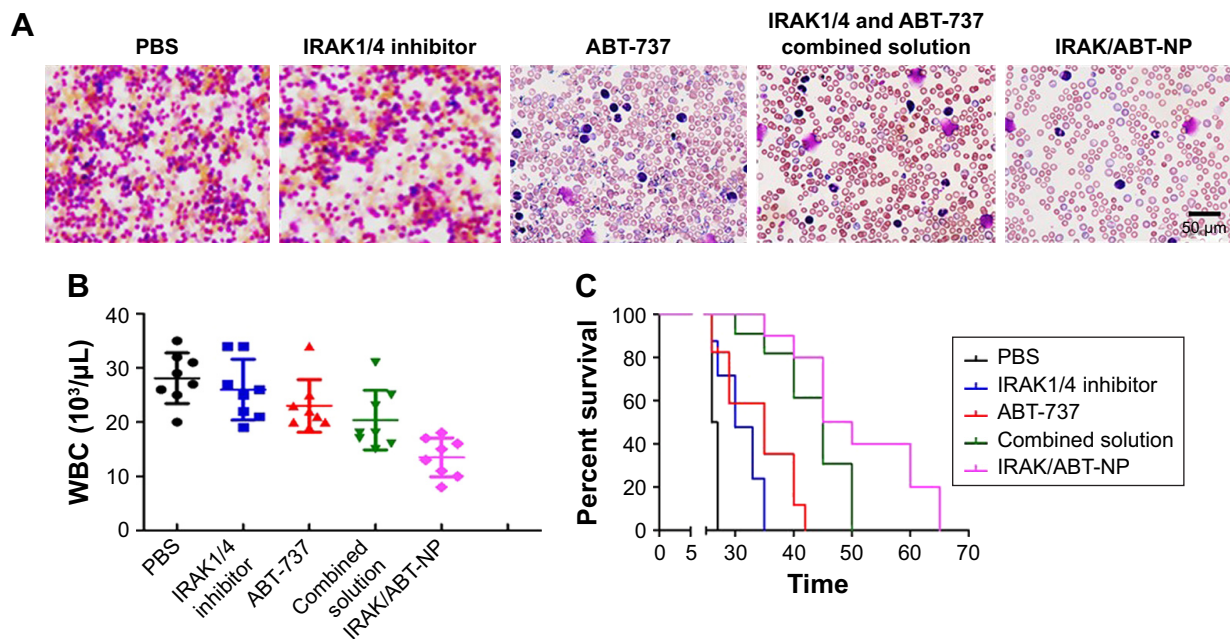 A
PBS
IRAK1/4 inhibitor
ABT-737
IRAK1/4 and ABT-737
combined solution
IRAK/ABT-NP
50 µm
B
WBC (10³/µL)
40
30
20
10
0
PBS
IRAK1/4
inhibitor
ABT-737
Combined
solution
IRAK/ABT-NP
C
Percent survival
100
80
60
40
20
0
0
5
30
40
50
60
70
Time
PBS
IRAK1/4 inhibitor
ABT-737
Combined solution
IRAK/ABT-NP